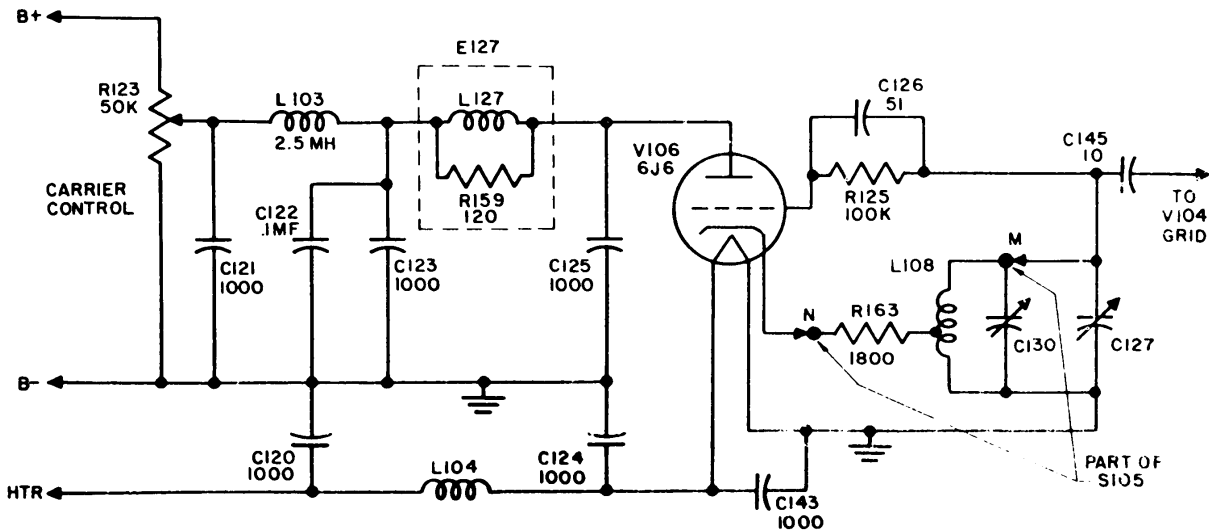 B+
E127
R123
50K
L103
2.5 MH
L127
R159
120
CARRIER
CONTROL
C122
.1MF
C121
1000
C123
1000
C125
1000
V106
6J6
C126
51
R125
100K
C145
10
TO
V104
GRID
M
L108
N
R163
1800
C130
C127
B-
C120
1000
L104
C124
1000
C143
1000
HTR
PART OF
S105